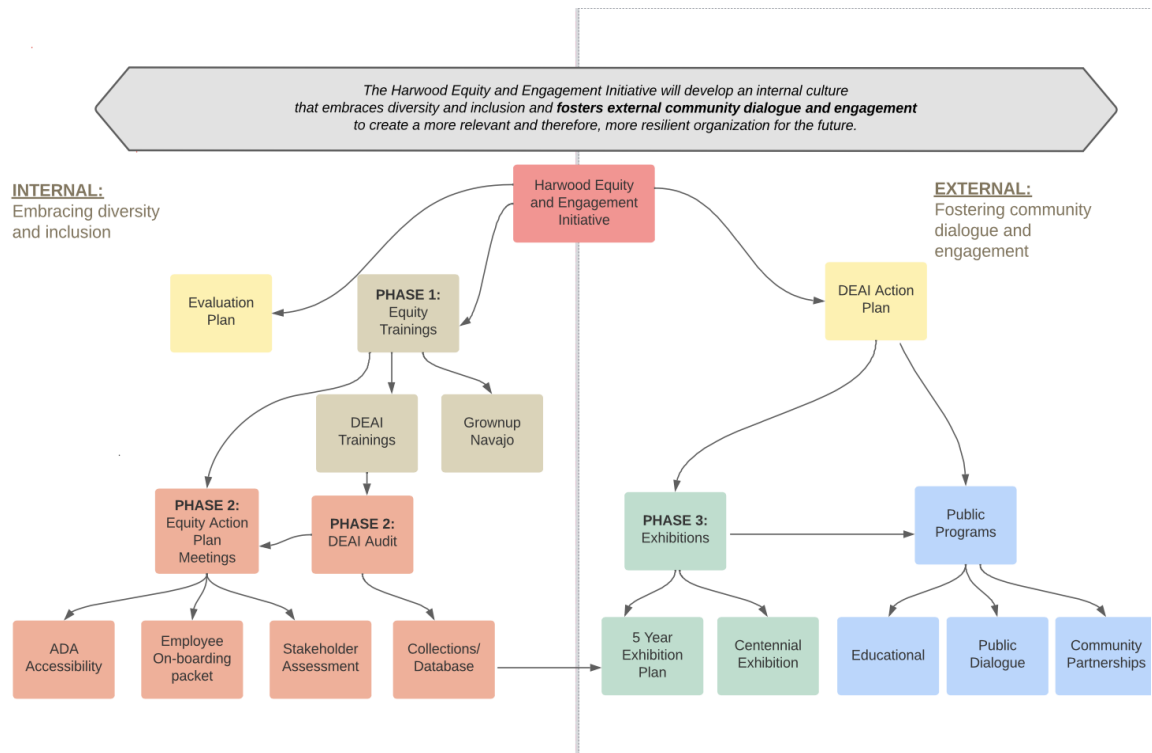 The Harwood Equity and Engagement Initiative will develop an internal culture
that embraces diversity and inclusion and fosters external community dialogue and engagement
to create a more relevant and therefore, more resilient organization for the future.
INTERNAL:
Embracing diversity
and inclusion
Harwood Equity
and Engagement
Initiative
EXTERNAL:
Fostering community
dialogue and
engagement
Evaluation
Plan
PHASE 1:
Equity
Trainings
DEAI Action
Plan
DEAI
Trainings
Grownup
Navajo
PHASE 2:
Equity Action
Plan
Meetings
PHASE 2:
DEAI Audit
PHASE 3:
Exhibitions
Public
Programs
ADA
Accessibility
Employee
On-boarding
packet
Stakeholder
Assessment
Collections/
Database
5 Year
Exhibition
Plan
Centennial
Exhibition
Educational
Public
Dialogue
Community
Partnerships